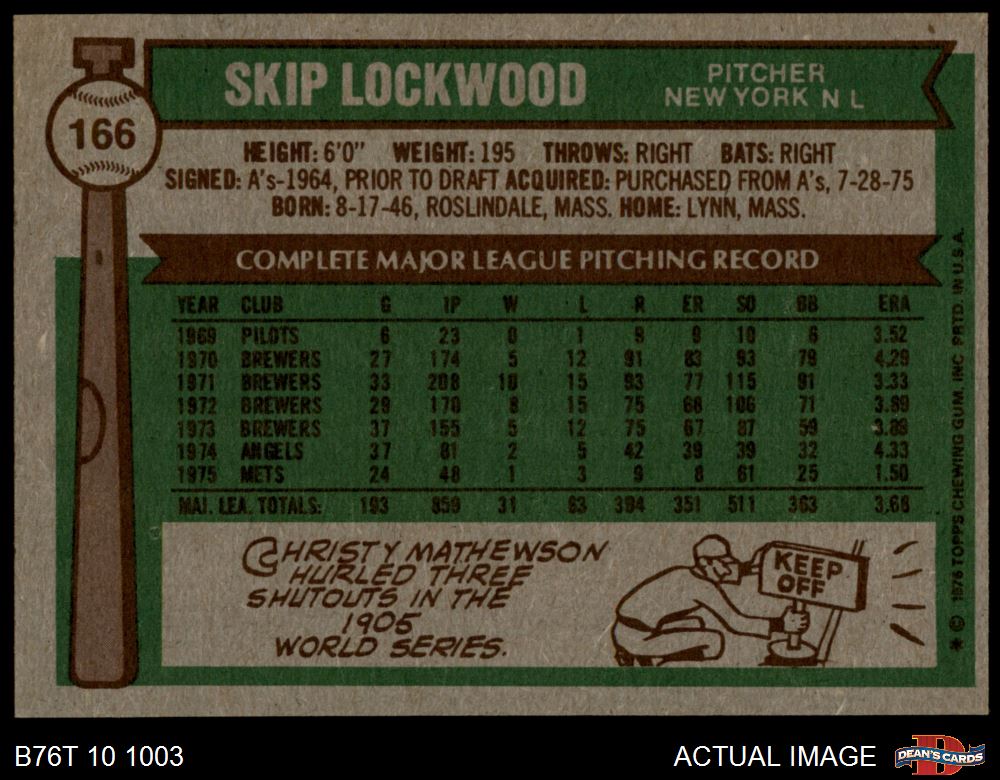 166
SKIP LOCKWOOD
PITCHER
NEW YORK N L
HEIGHT: 6'0" WEIGHT: 195 THROWS: RIGHT BATS: RIGHT
SIGNED: A's-1964, PRIOR TO DRAFT ACQUIRED: PURCHASED FROM A's, 7-28-75
BORN: 8-17-46, ROSLINDALE, MASS. HOME: LYNN, MASS.
COMPLETE MAJOR LEAGUE PITCHING RECORD
YEAR CLUB G IP W L R ER SO BB ERA
1969 PILOTS 6 23 0 1 9 9 10 6 3.52
1970 BREWERS 27 174 5 12 91 83 93 79 4.29
1971 BREWERS 33 208 10 15 93 77 115 91 3.33
1972 BREWERS 29 170 8 15 75 68 106 71
1973 BREWERS 37 155 5 12 75 67 87 59
1974 ANGELS 37 81 2 5 42 39 39 32 4.33
1975 METS 24 48 1 3 9 8 61 25 1.50
MAJ. LEA. TOTALS: 193 859 31 63 394 351 511 363 3.68
CHRISTY MATHEWSON
HURLED THREE
SHUTOUTS IN THE
1905
WORLD SERIES.
KEEP
OFF
* © 1976 TOPPS CHEWING GUM, INC. PRTD. IN U.S.A.
B76T 10 1003
ACTUAL IMAGE
D
DEAN'S CARDS